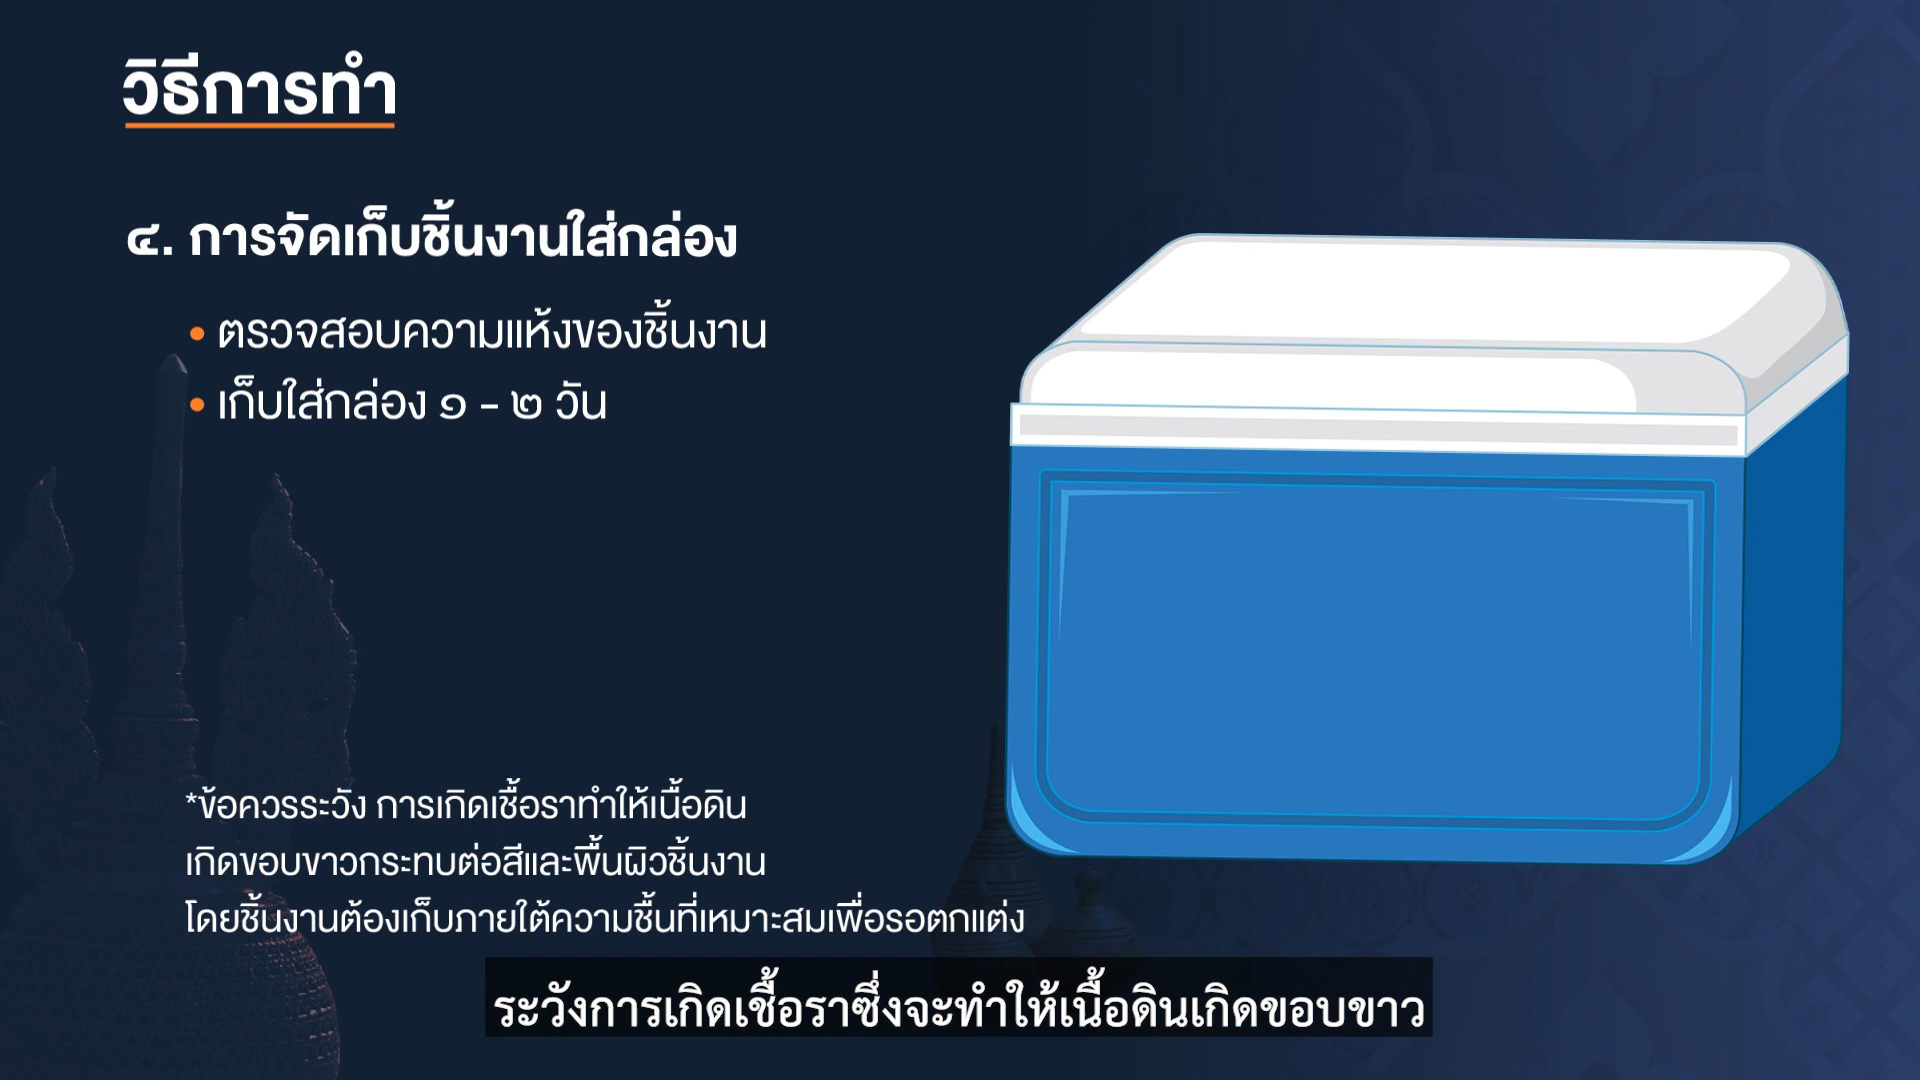 วิธีการทำ
๔. การจัดเก็บชิ้นงานใส่กล่อง
• ตรวจสอบความแห้งของชิ้นงาน
• เก็บใส่กล่อง ๑ - ๒ วัน
*ข้อควรระวัง การเกิดเชื้อราทำให้เนื้อดิน
เกิดขอบขาวกระทบต่อสีและพื้นผิวชิ้นงาน
โดยชิ้นงานต้องเก็บภายใต้ความชื้นที่เหมาะสมเพื่อรอตกแต่ง
ระวังการเกิดเชื้อราซึ่งจะทำให้เนื้อดินเกิดขอบขาว